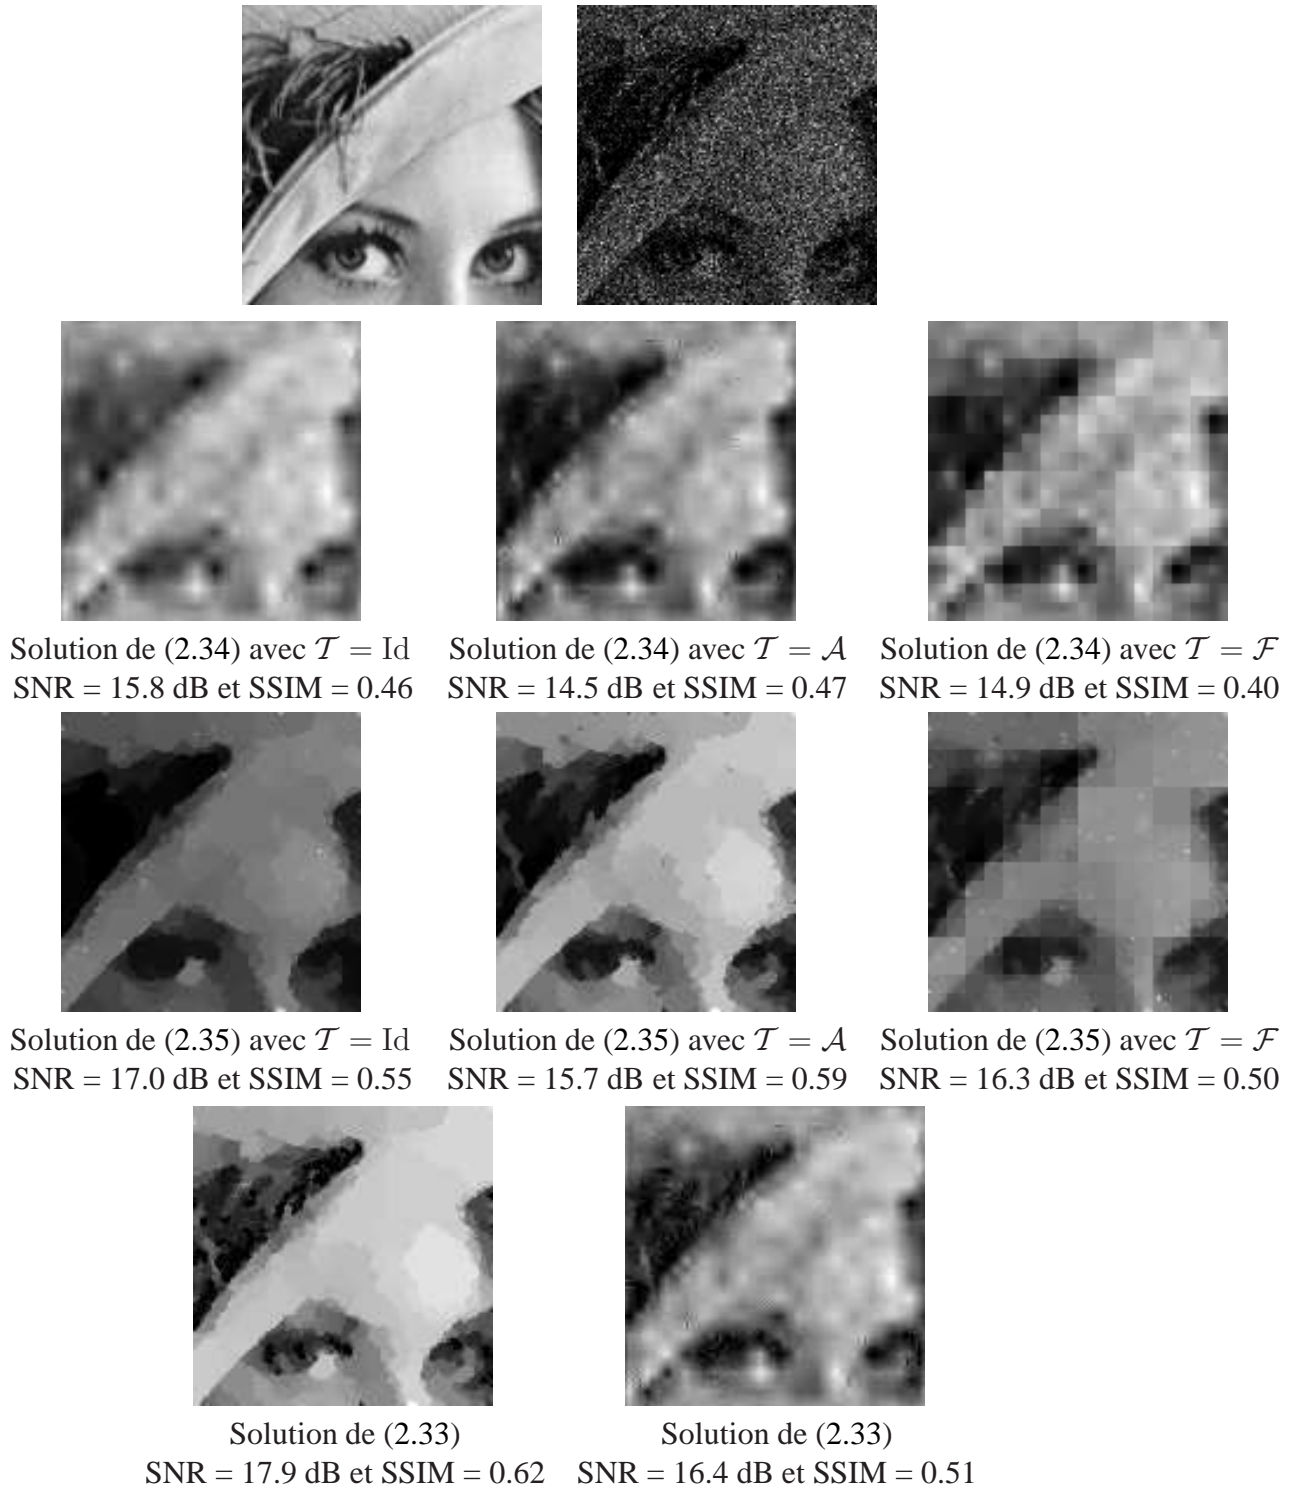 Solution de (2.34) avec 𝒯 = Id
SNR = 15.8 dB et SSIM = 0.46
Solution de (2.34) avec 𝒯 = 𝒜
SNR = 14.5 dB et SSIM = 0.47
Solution de (2.34) avec 𝒯 = ℱ
SNR = 14.9 dB et SSIM = 0.40
Solution de (2.35) avec 𝒯 = Id
SNR = 17.0 dB et SSIM = 0.55
Solution de (2.35) avec 𝒯 = 𝒜
SNR = 15.7 dB et SSIM = 0.59
Solution de (2.35) avec 𝒯 = ℱ
SNR = 16.3 dB et SSIM = 0.50
Solution de (2.33)
SNR = 17.9 dB et SSIM = 0.62
Solution de (2.33)
SNR = 16.4 dB et SSIM = 0.51